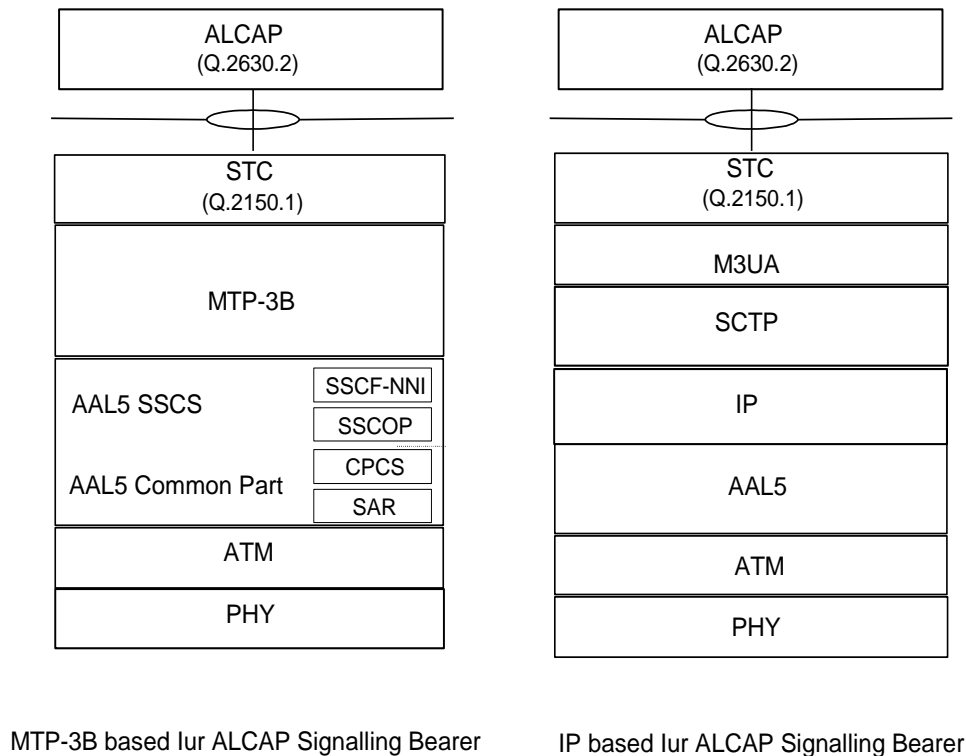 ALCAP
(Q.2630.2)
STC
(Q.2150.1)
MTP-3B
AAL5 SSCS
SSCF-NNI
SSCOP
AAL5 Common Part
CPCS
SAR
ATM
PHY
MTP-3B based Iur ALCAP Signalling Bearer
ALCAP
(Q.2630.2)
STC
(Q.2150.1)
M3UA
SCTP
IP
AAL5
ATM
PHY
IP based Iur ALCAP Signalling Bearer